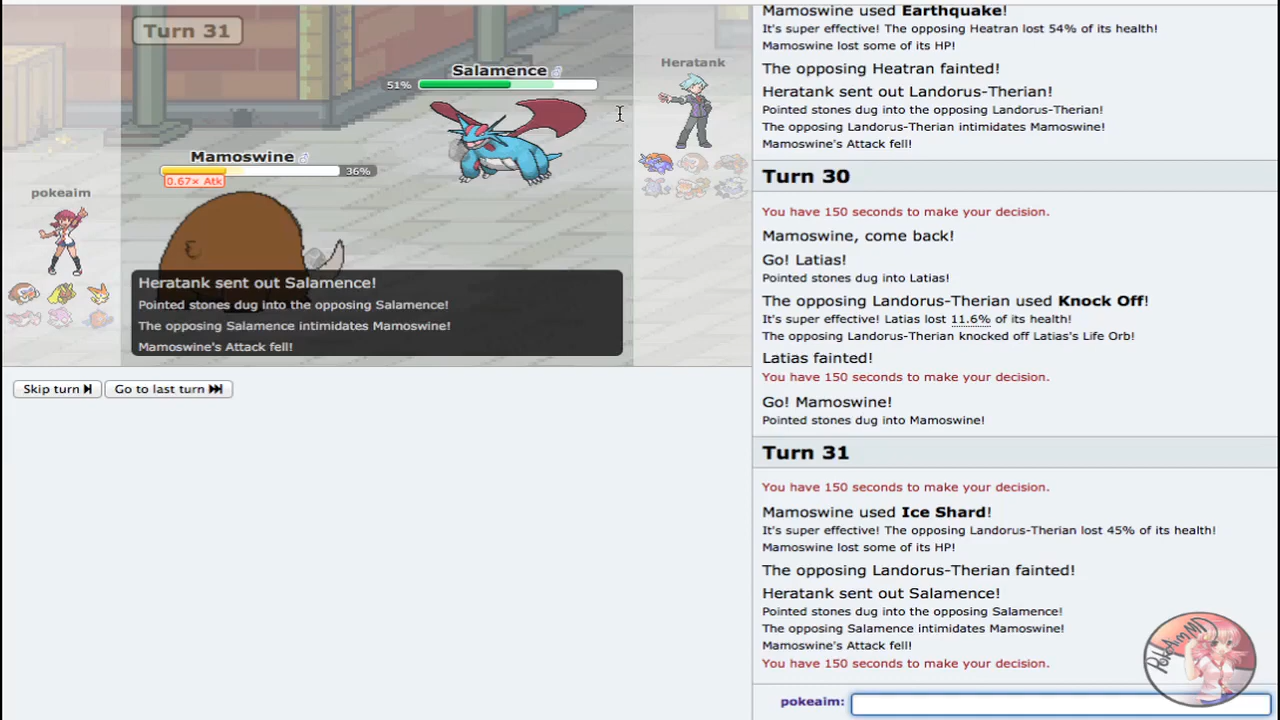 Turn 31
Salamence
51%
Heratank
Mamoswine
36%
0.67× Atk
pokeaim
Heratank sent out Salamence!
Pointed stones dug into the opposing Salamence!
The opposing Salamence intimidates Mamoswine!
Mamoswine's Attack fell!
Skip turn
Go to last turn
Mamoswine used Earthquake!
It's super effective! The opposing Heatran lost 54% of its health!
Mamoswine lost some of its HP!
The opposing Heatran fainted!
Heratank sent out Landorus-Therian!
Pointed stones dug into the opposing Landorus-Therian!
The opposing Landorus-Therian intimidates Mamoswine!
Mamoswine's Attack fell!
Turn 30
You have 150 seconds to make your decision.
Mamoswine, come back!
Go! Latias!
Pointed stones dug into Latias!
The opposing Landorus-Therian used Knock Off!
It's super effective! Latias lost 11.6% of its health!
The opposing Landorus-Therian knocked off Latias's Life Orb!
Latias fainted!
You have 150 seconds to make your decision.
Go! Mamoswine!
Pointed stones dug into Mamoswine!
Turn 31
You have 150 seconds to make your decision.
Mamoswine used Ice Shard!
It's super effective! The opposing Landorus-Therian lost 45% of its health!
Mamoswine lost some of its HP!
The opposing Landorus-Therian fainted!
Heratank sent out Salamence!
Pointed stones dug into the opposing Salamence!
The opposing Salamence intimidates Mamoswine!
Mamoswine's Attack fell!
You have 150 seconds to make your decision.
PokeaimMD
pokeaim: